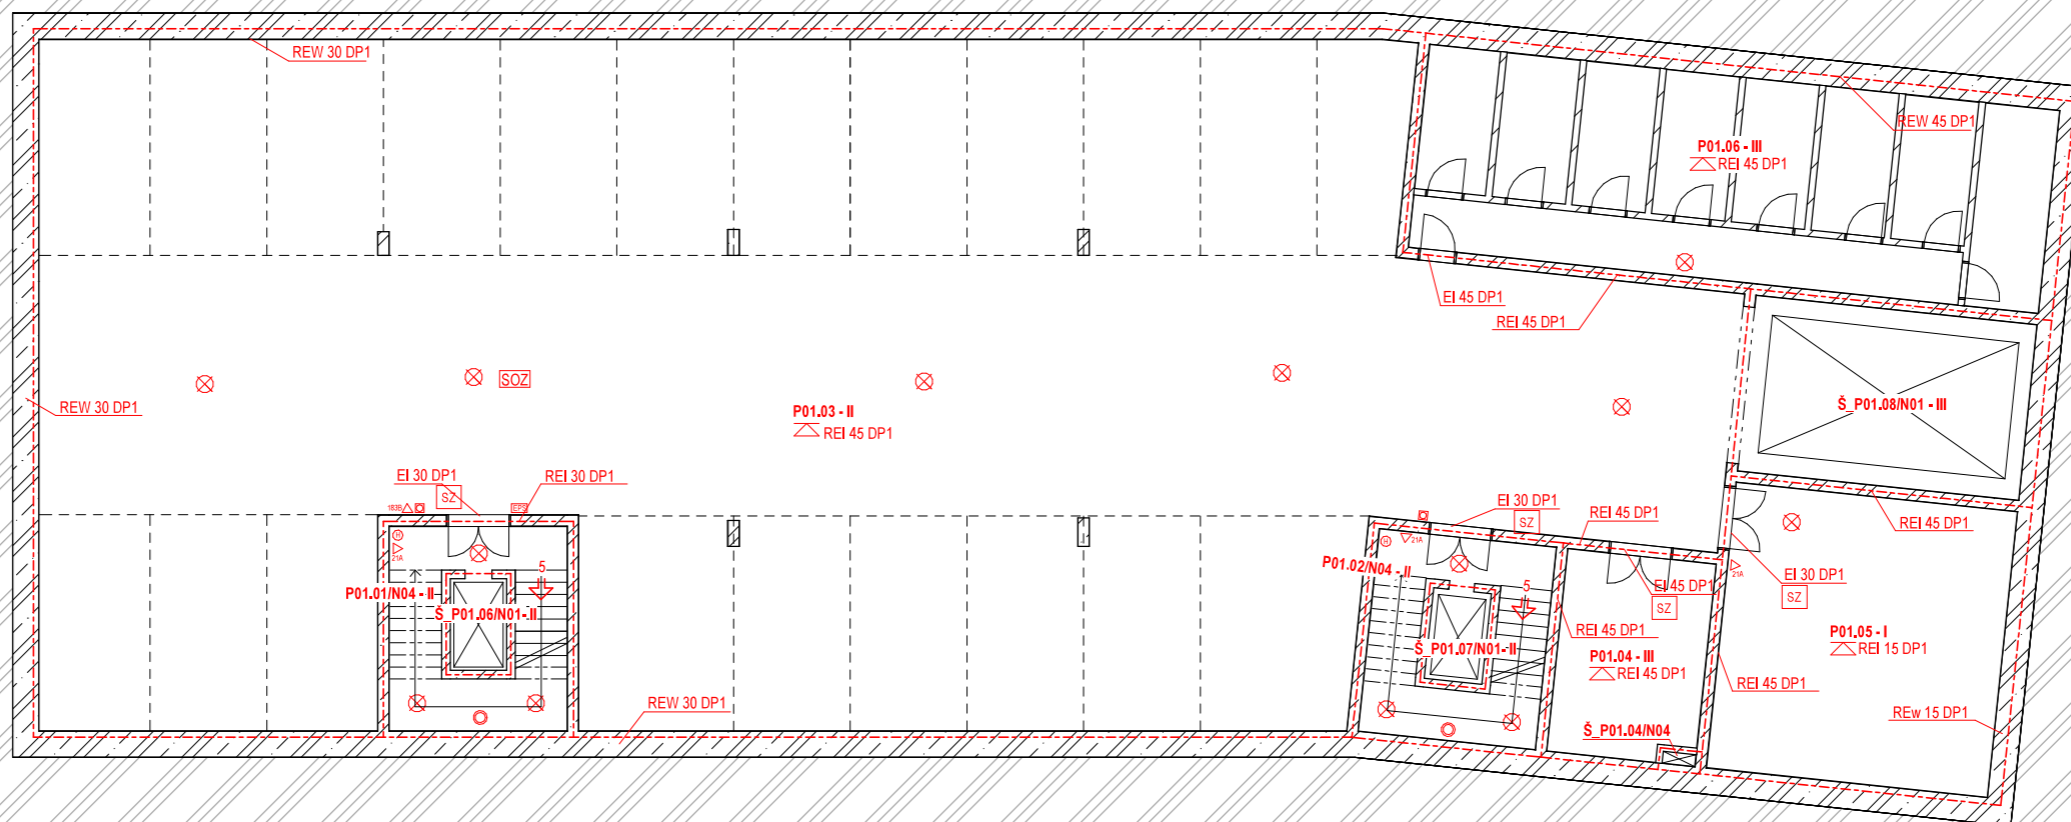 REW 30 DP1
REW 45 DP1
P01.06 - III
REI 45 DP1
EI 45 DP1
REI 45 DP1
SOZ
REW 30 DP1
P01.03 - II
REI 45 DP1
Š_P01.08/N01 - III
EI 30 DP1
SZ
REI 30 DP1
183B
EPS
EI 30 DP1
SZ
REI 45 DP1
REI 45 DP1
H
21A
5
P01.01/N04 - II
Š_P01.06/N01- II
H
21A
P01.02/N04 - II
5
Š_P01.07/N01- II
EI 45 DP1
SZ
21A
EI 30 DP1
SZ
REI 45 DP1
P01.04 - III
REI 45 DP1
P01.05 - I
REI 15 DP1
REI 45 DP1
REW 30 DP1
Š_P01.04/N04
REw 15 DP1